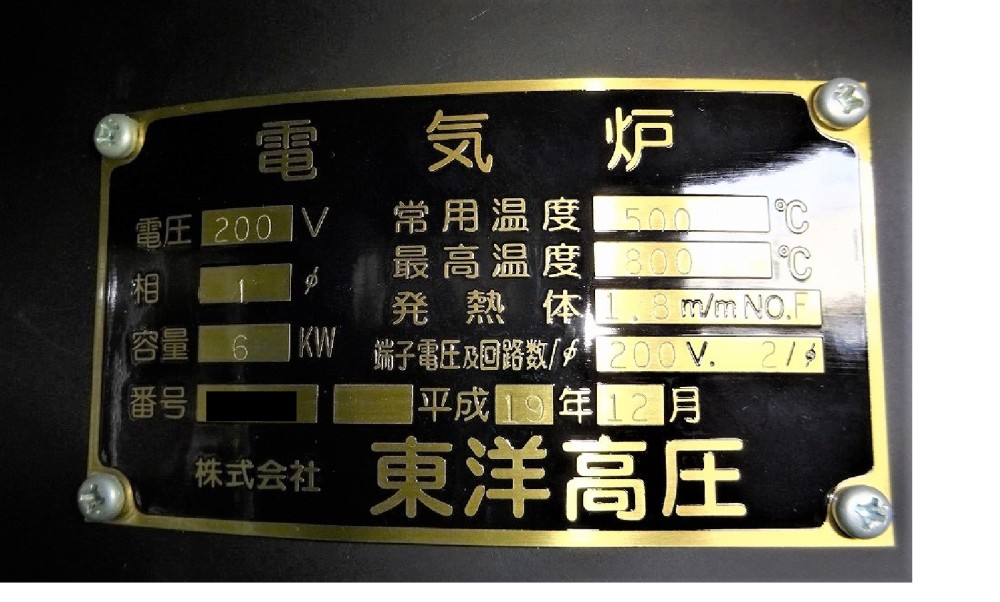 電気炉
電圧 200 V 常用温度 500 ℃
相 1 φ 最高温度 800 ℃
発熱体 1.8 m/m NO.F
容量 6 KW 端子電圧及回路数/φ 200V. 2/φ
番号 平成 19 年 12 月
株式会社 東洋高圧